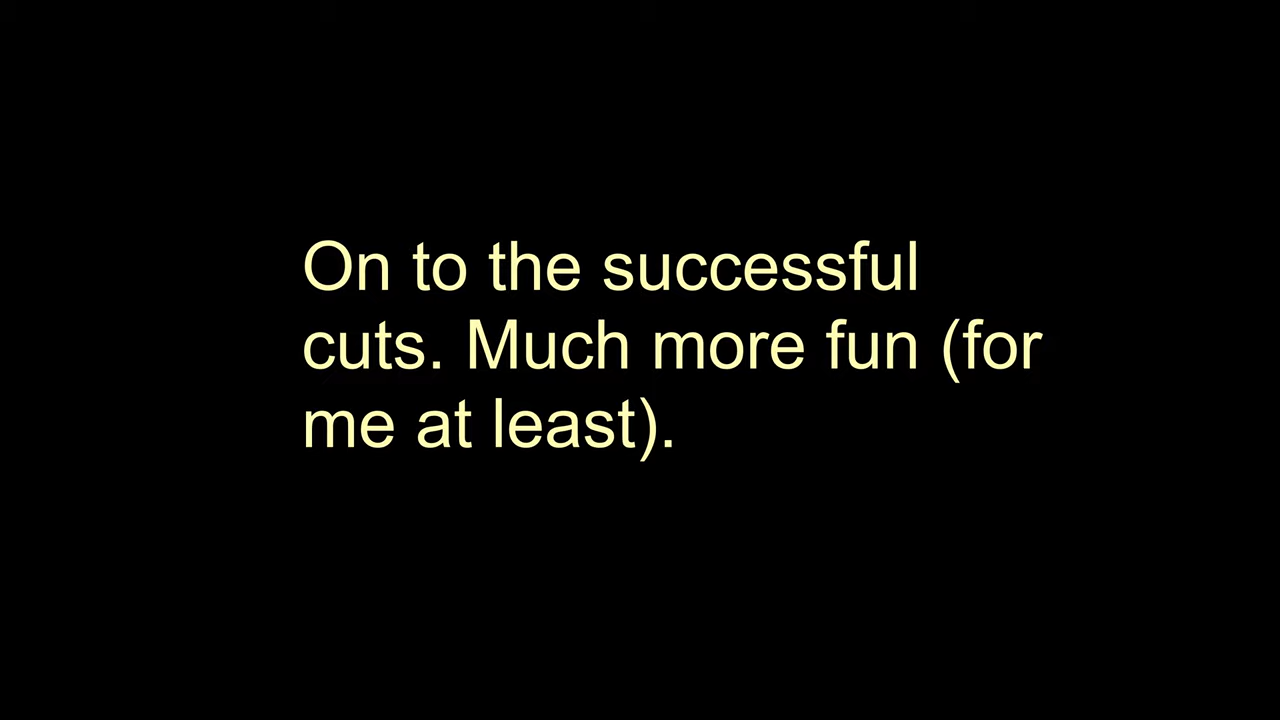 On to the successful
cuts. Much more fun (for
me at least).